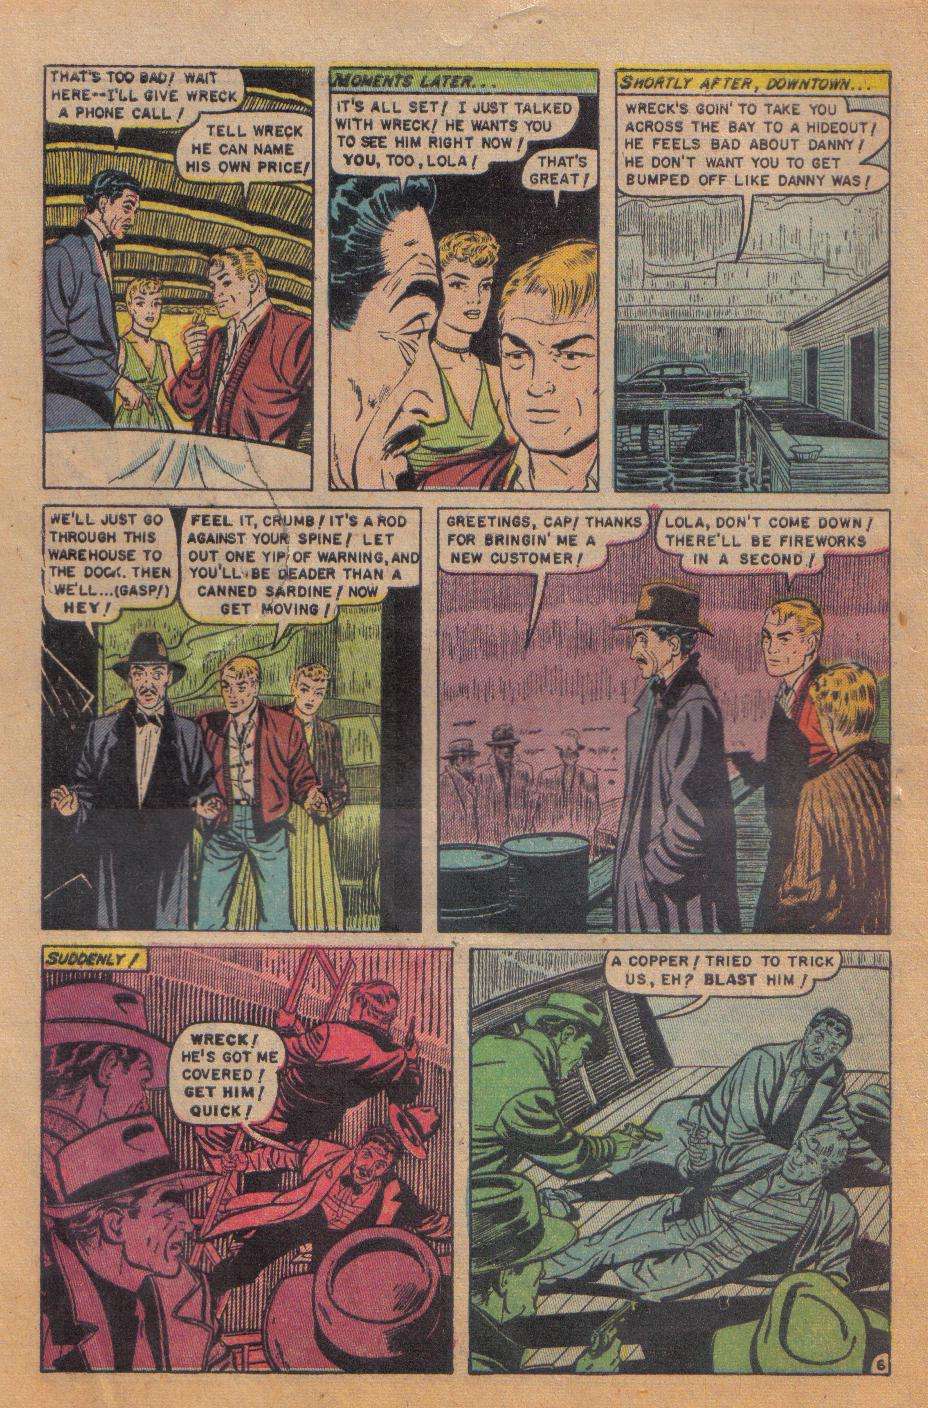 THAT'S TOO BAD! WAIT
HERE--I'LL GIVE WRECK
A PHONE CALL!
TELL WRECK
HE CAN NAME
HIS OWN PRICE!
MOMENTS LATER...
IT'S ALL SET! I JUST TALKED
WITH WRECK! HE WANTS YOU
TO SEE HIM RIGHT NOW!
YOU, TOO, LOLA!
THAT'S
GREAT!
SHORTLY AFTER, DOWNTOWN...
WRECK'S GOIN' TO TAKE YOU
ACROSS THE BAY TO A HIDEOUT!
HE FEELS BAD ABOUT DANNY!
HE DON'T WANT YOU TO GET
BUMPED OFF LIKE DANNY WAS!
WE'LL JUST GO
THROUGH THIS
WAREHOUSE TO
THE DOCK. THEN
WE'LL...(GASP!)
HEY!
FEEL IT, CRUMB! IT'S A ROD
AGAINST YOUR SPINE! LET
OUT ONE YIP OF WARNING, AND
YOU'LL BE DEADER THAN A
CANNED SARDINE! NOW
GET MOVING!
GREETINGS, CAP! THANKS
FOR BRINGIN' ME A
NEW CUSTOMER!
LOLA, DON'T COME DOWN!
THERE'LL BE FIREWORKS
IN A SECOND!
SUDDENLY!
WRECK!
HE'S GOT ME
COVERED!
GET HIM!
QUICK!
A COPPER! TRIED TO TRICK
US, EH? BLAST HIM!
6